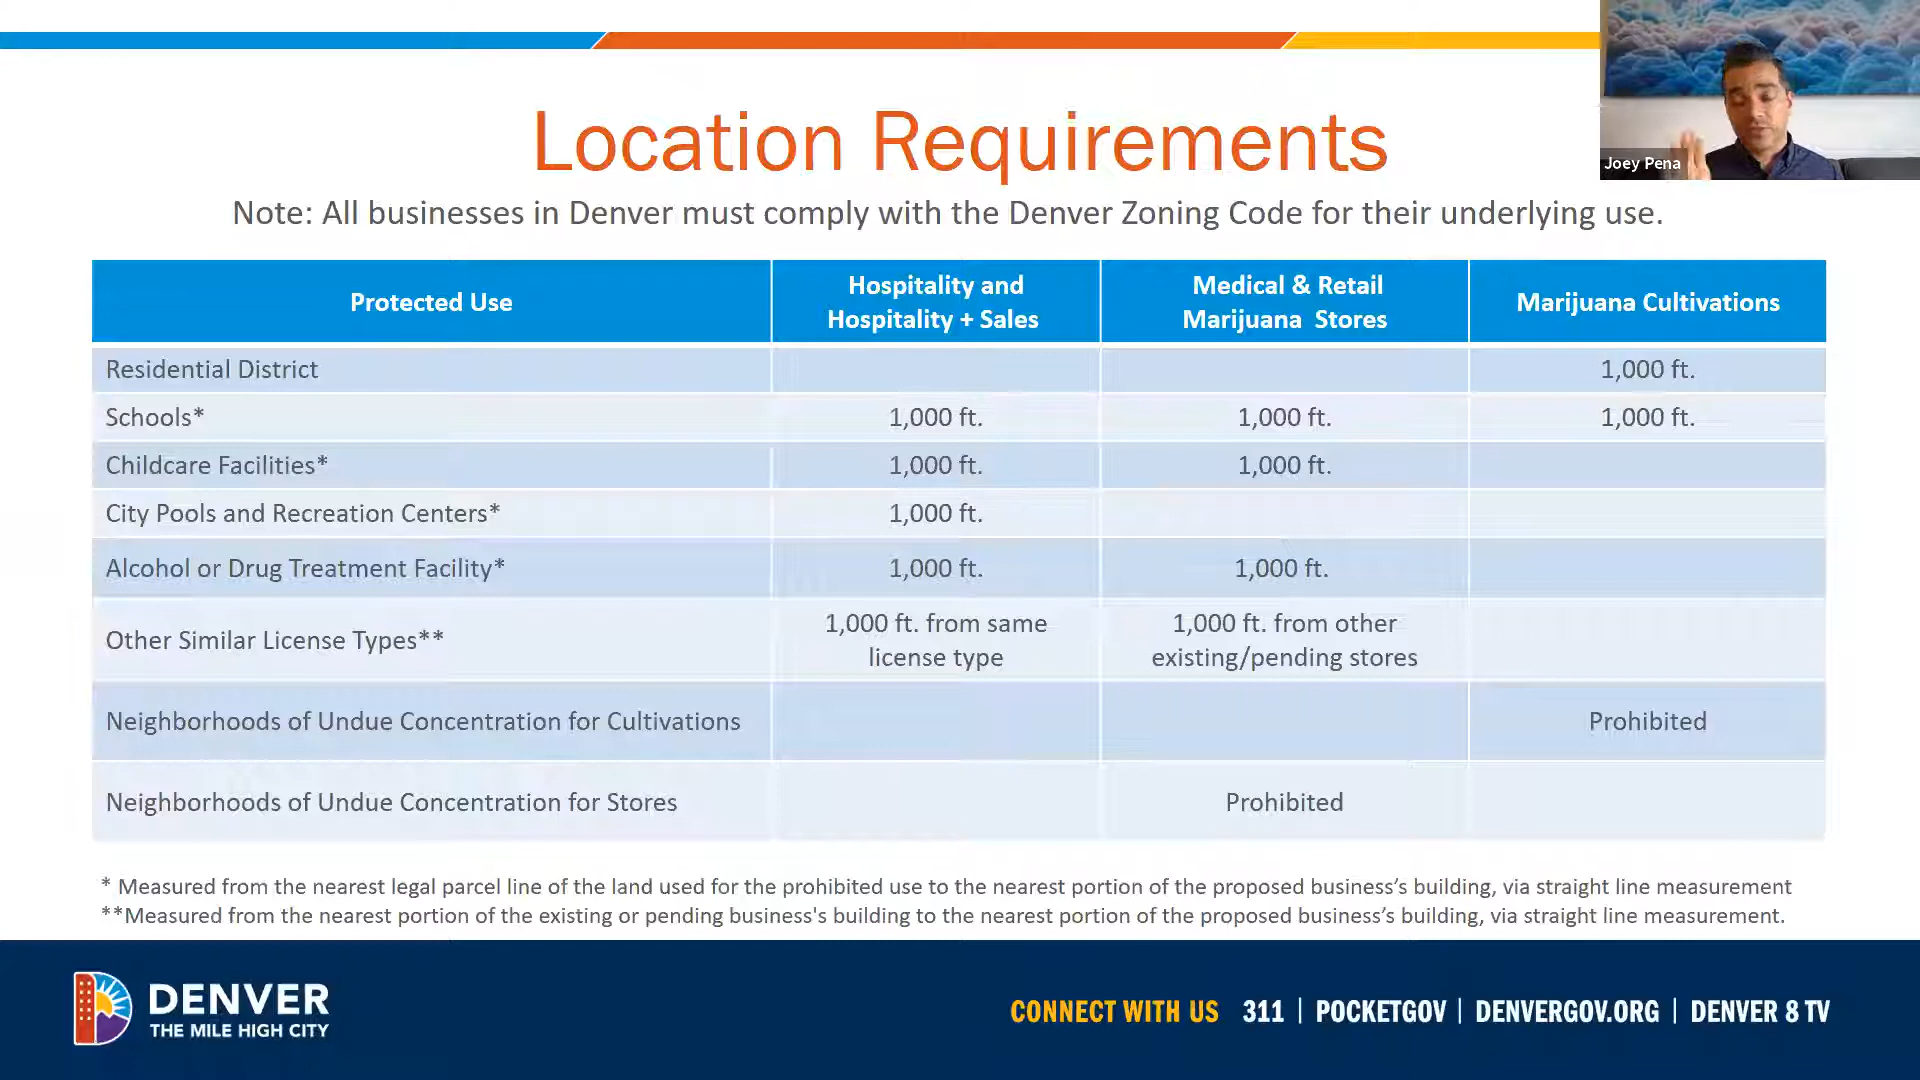 Joey Pena
Location Requirements
Note: All businesses in Denver must comply with the Denver Zoning Code for their underlying use.
Protected Use
Hospitality and
Hospitality + Sales
Medical & Retail
Marijuana Stores
Marijuana Cultivations
Residential District
1,000 ft.
Schools*
1,000 ft.
1,000 ft.
1,000 ft.
Childcare Facilities*
1,000 ft.
1,000 ft.
City Pools and Recreation Centers*
1,000 ft.
Alcohol or Drug Treatment Facility*
1,000 ft.
1,000 ft.
Other Similar License Types**
1,000 ft. from same
license type
1,000 ft. from other
existing/pending stores
Neighborhoods of Undue Concentration for Cultivations
Prohibited
Neighborhoods of Undue Concentration for Stores
Prohibited
* Measured from the nearest legal parcel line of the land used for the prohibited use to the nearest portion of the proposed business’s building, via straight line measurement
**Measured from the nearest portion of the existing or pending business's building to the nearest portion of the proposed business’s building, via straight line measurement.
DENVER
THE MILE HIGH CITY
CONNECT WITH US 311 | POCKETGOV | DENVERGOV.ORG | DENVER 8 TV